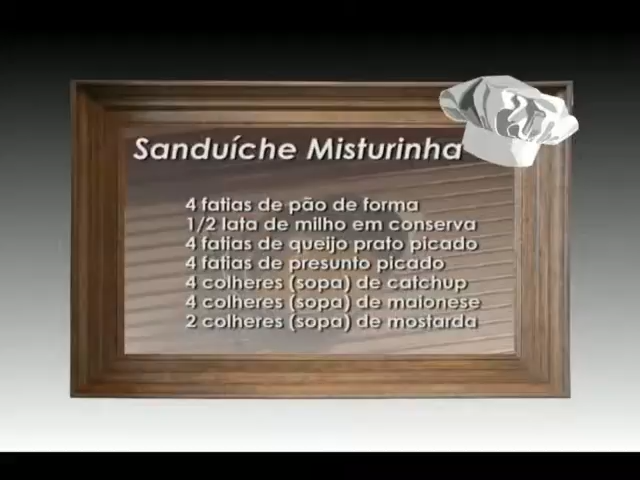 Sanduíche Misturinha
4 fatias de pão de forma
1/2 lata de milho em conserva
4 fatias de queijo prato picado
4 fatias de presunto picado
4 colheres (sopa) de catchup
4 colheres (sopa) de maionese
2 colheres (sopa) de mostarda